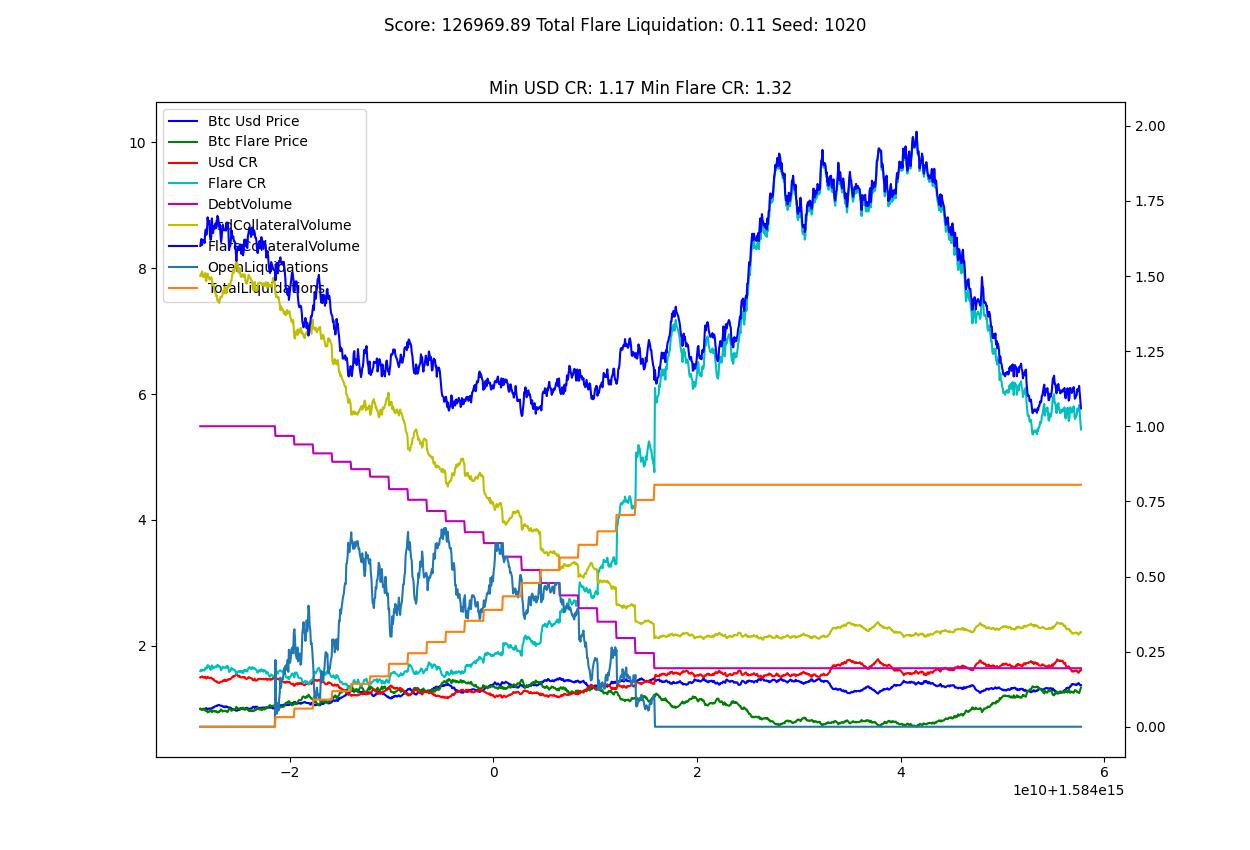 Score: 126969.89 Total Flare Liquidation: 0.11 Seed: 1020
Min USD CR: 1.17 Min Flare CR: 1.32
Btc Usd Price
Btc Flare Price
Usd CR
Flare CR
DebtVolume
UsdCollateralVolume
FlareCollateralVolume
OpenLiquidations
TotalLiquidations
10
8
6
4
2
2.00
1.75
1.50
1.25
1.00
0.75
0.50
0.25
0.00
−2
0
2
4
6
1e10+1.584e15